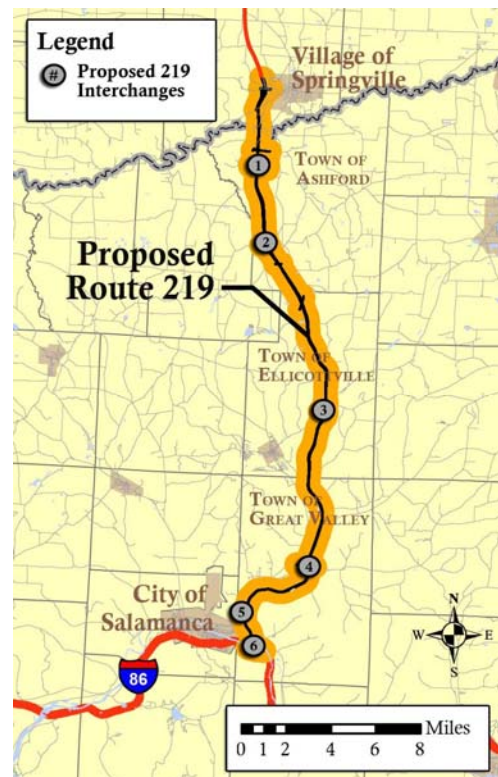 Legend
# Proposed 219
Interchanges
Village of
Springville
1
TOWN OF
ASHFORD
2
Proposed
Route 219
TOWN OF
ELLICOTTVILLE
3
TOWN OF
GREAT VALLEY
4
City of
Salamanca
5
6
86
N
W E
S
Miles
0 1 2 4 6 8